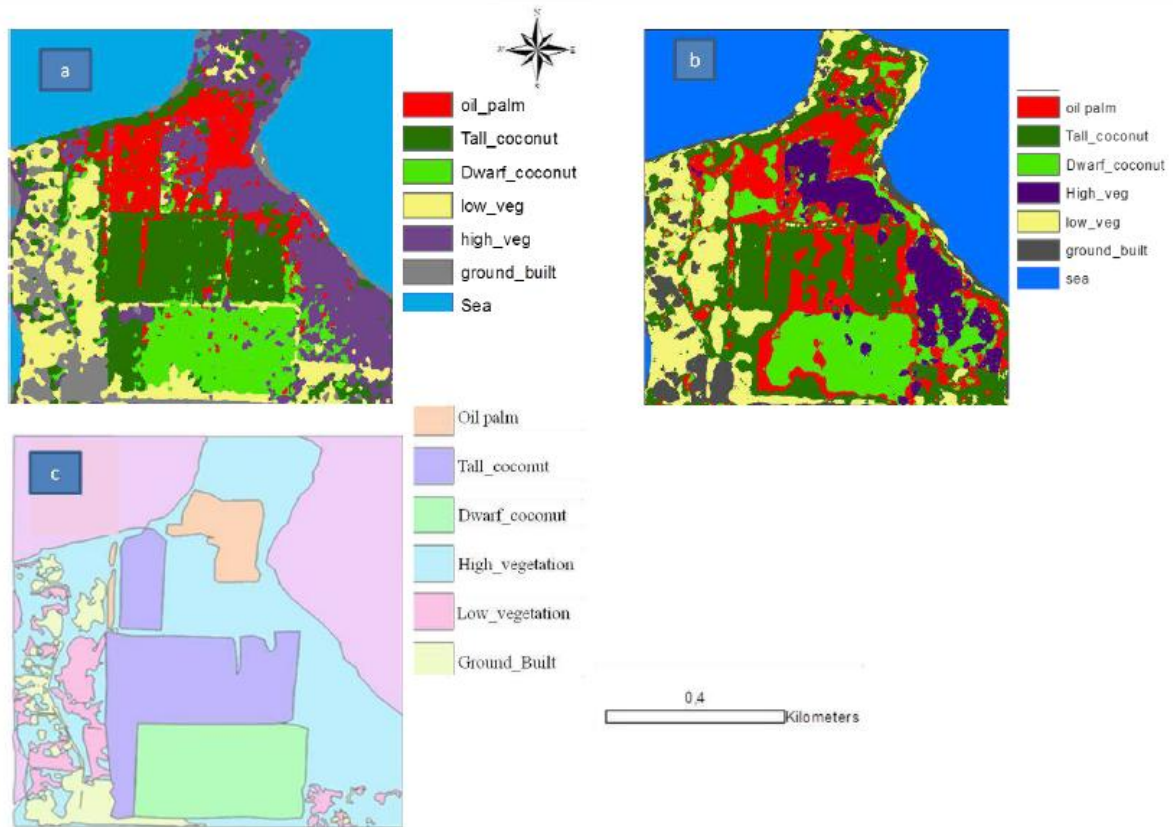 a
N
W
E
S
b
oil_palm
Tall_coconut
Dwarf_coconut
low_veg
high_veg
ground_built
Sea
oil palm
Tall_coconut
Dwarf_coconut
High_veg
low_veg
ground_built
sea
c
Oil palm
Tall_coconut
Dwarf_coconut
High_vegetation
Low_vegetation
Ground_Built
0,4
Kilometers